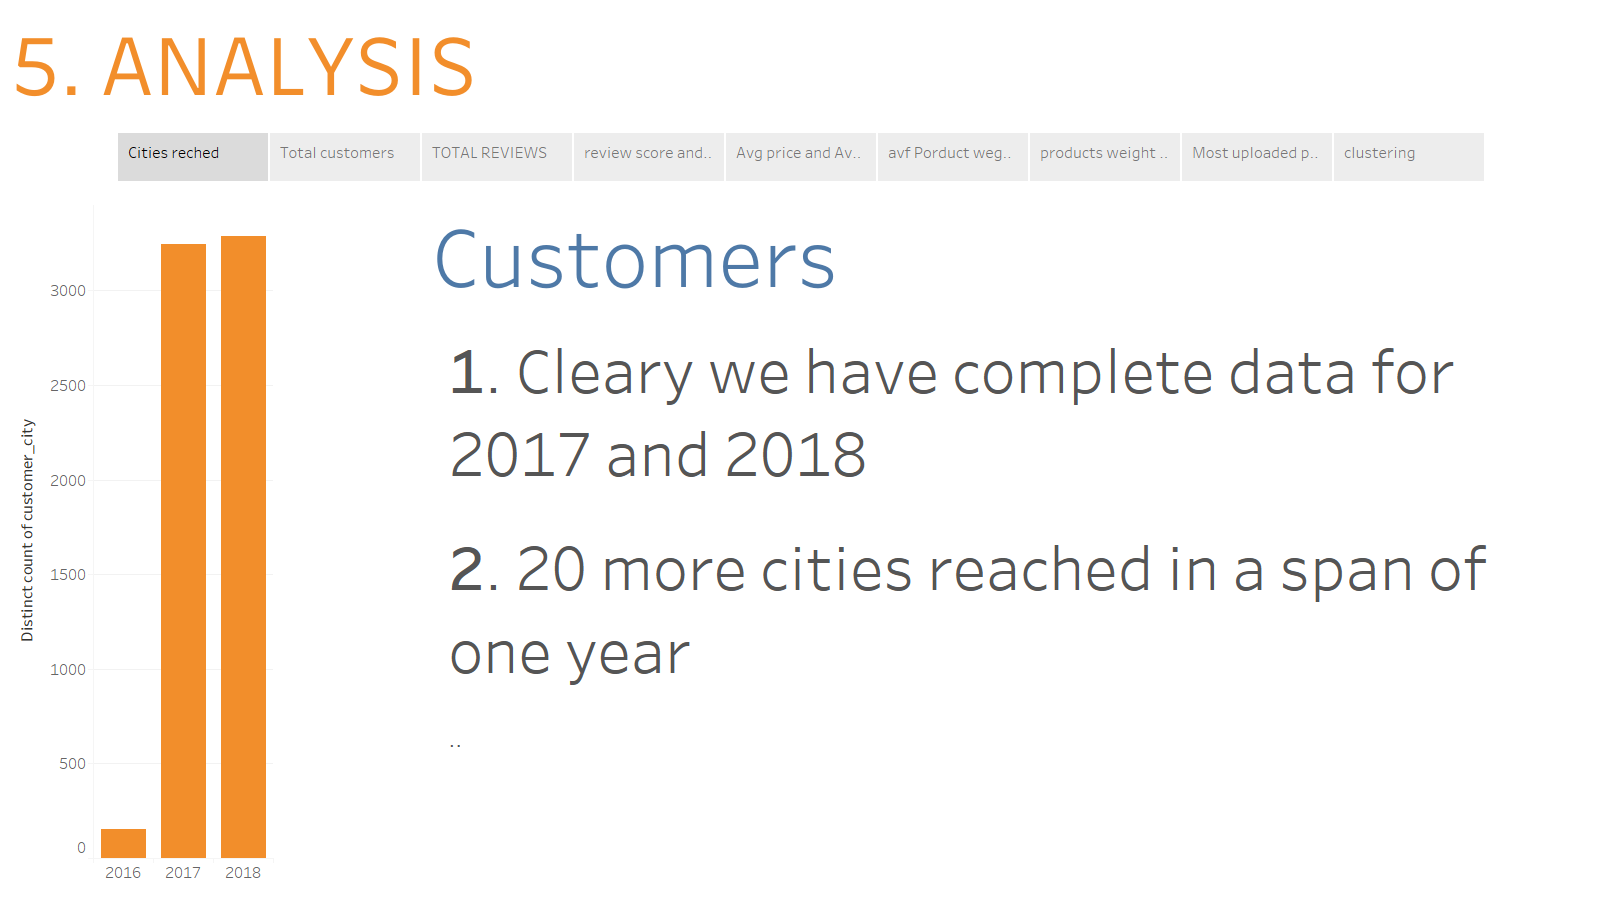 5. ANALYSIS
Cities reched
Total customers
TOTAL REVIEWS
review score and..
Avg price and Av..
avf Porduct weg..
products weight ..
Most uploaded p..
clustering
Distinct count of customer_city
3000
2500
2000
1500
1000
500
0
2016
2017
2018
Customers
1. Cleary we have complete data for
2017 and 2018
2. 20 more cities reached in a span of
one year
..